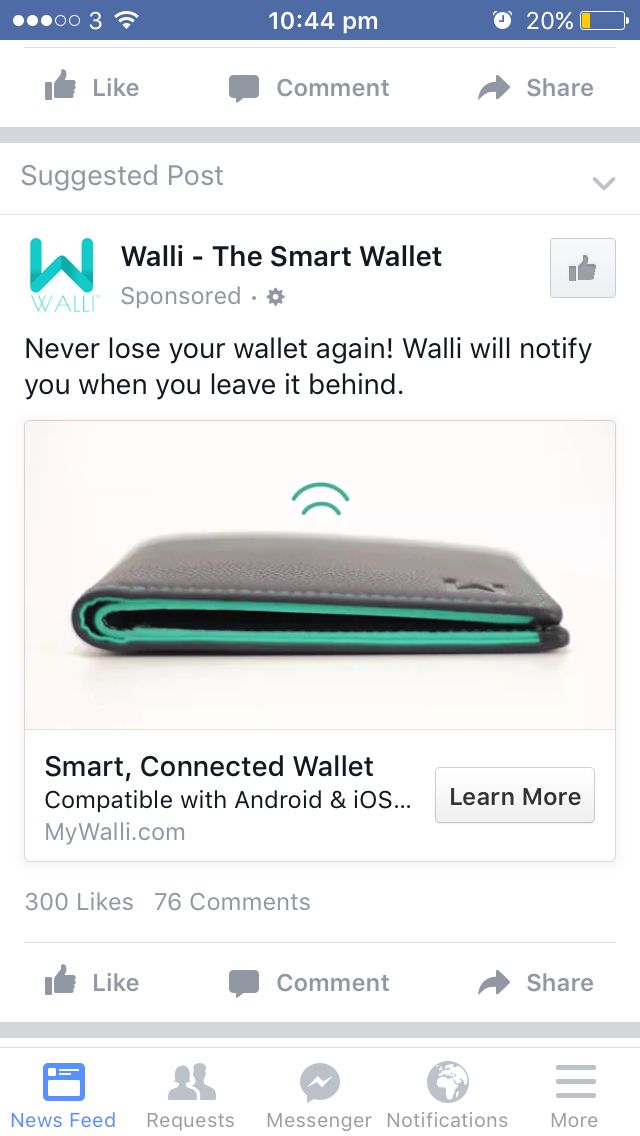 3 10:44 pm 20%
Like Comment Share
Suggested Post
WALLI™
Walli - The Smart Wallet
Sponsored ·
Never lose your wallet again! Walli will notify
you when you leave it behind.
Smart, Connected Wallet
Compatible with Android & iOS...
MyWalli.com
Learn More
300 Likes 76 Comments
Like Comment Share
News Feed Requests Messenger Notifications More